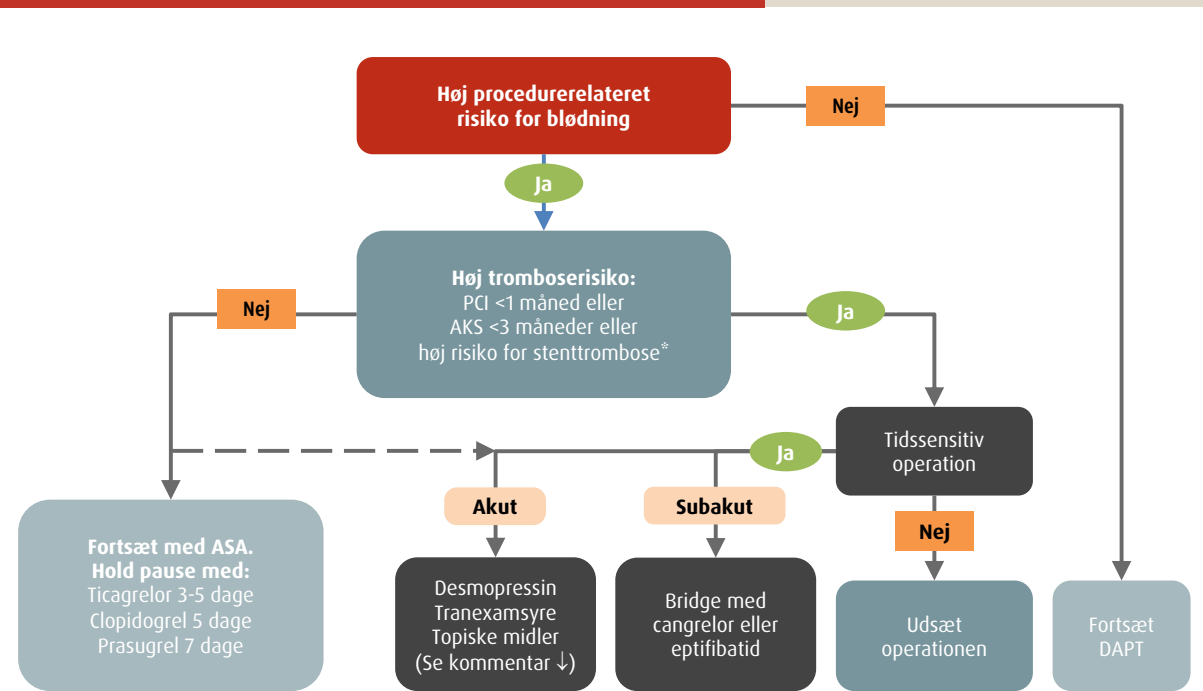 Høj procedurerelateret
risiko for blødning
Nej
Ja
Høj tromboserisiko:
PCI <1 måned eller
AKS <3 måneder eller
høj risiko for stenttrombose*
Nej
Ja
Tidssensitiv
operation
Ja
Akut
Subakut
Nej
Fortsæt med ASA.
Hold pause med:
Ticagrelor 3-5 dage
Clopidogrel 5 dage
Prasugrel 7 dage
Desmopressin
Tranexamsyre
Topiske midler
(Se kommentar ↓)
Bridge med
cangrelor eller
eptifibatid
Udsæt
operationen
Fortsæt
DAPT